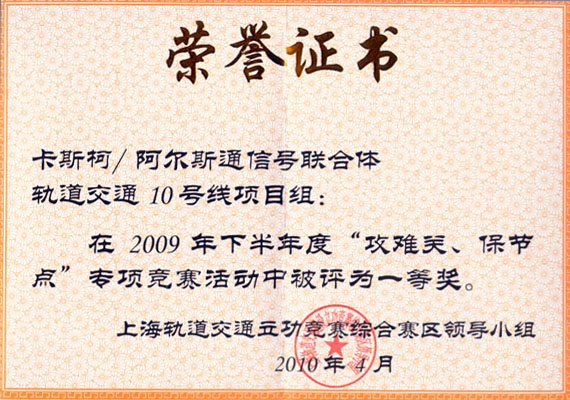 荣誉证书
卡斯柯/阿尔斯通信号联合体
轨道交通 10 号线项目组：
在 2009 年下半年度“攻难关、保节
点”专项竞赛活动中被评为一等奖。
上海轨道交通立功竞赛综合赛区领导小组
2010 年 4 月